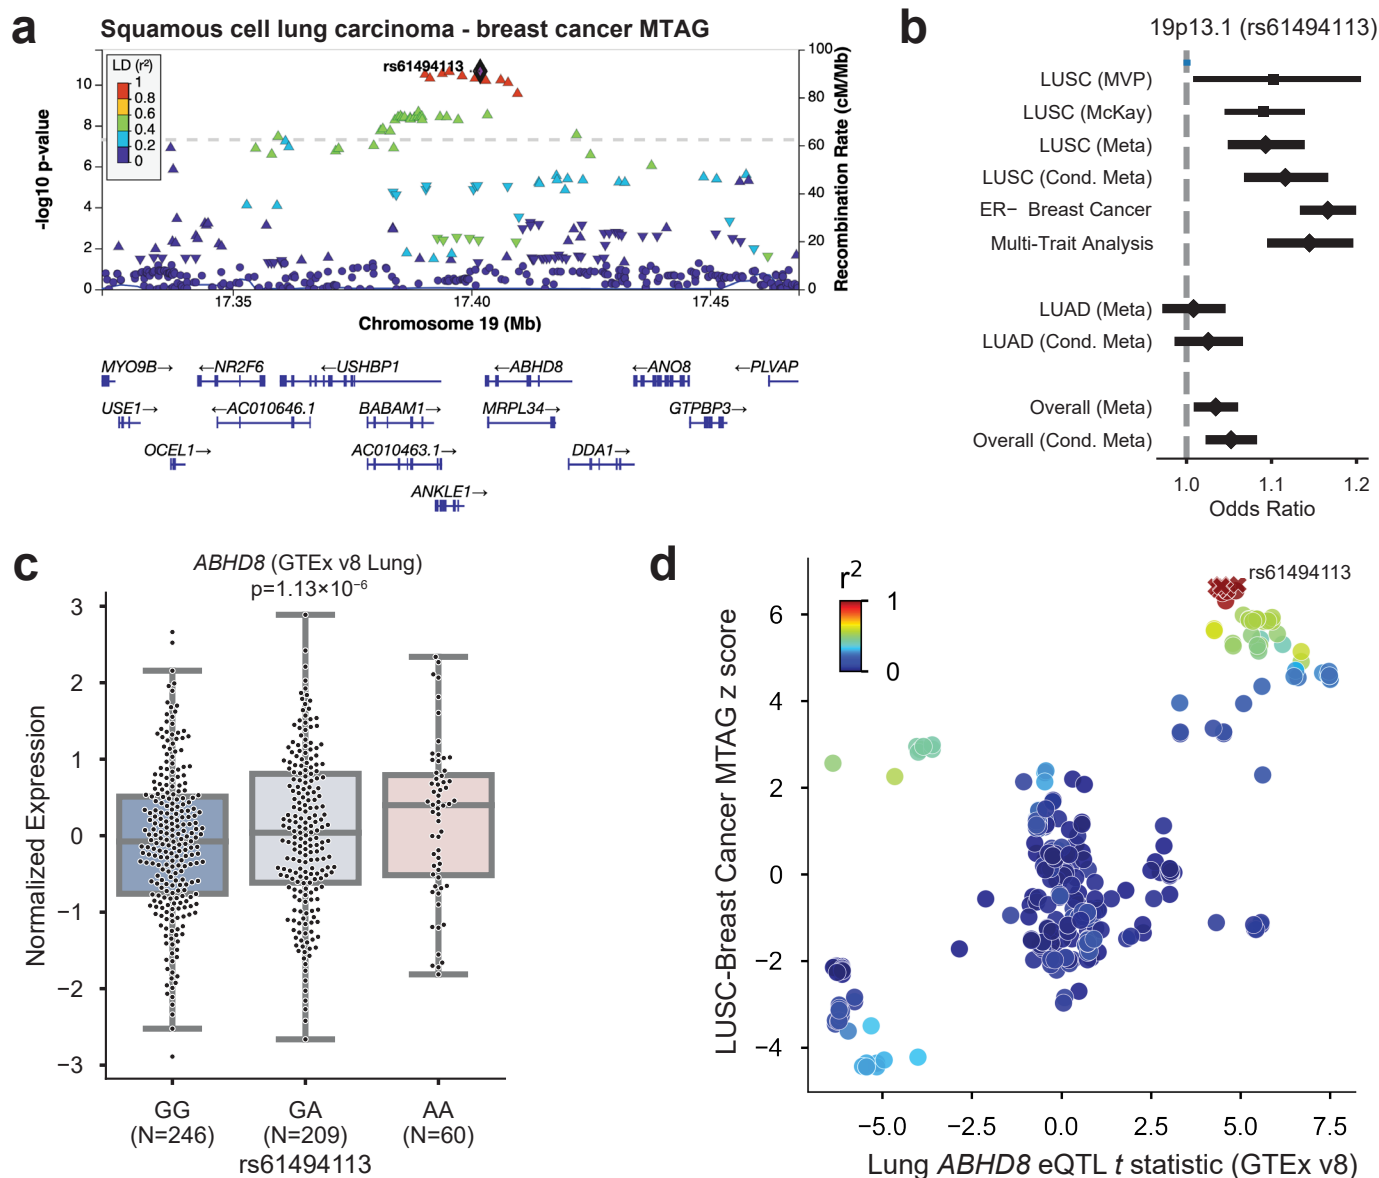 a
Squamous cell lung carcinoma - breast cancer MTAG
LD (r²)
1
0.8
0.6
0.4
0.2
0
rs61494113
-log10 p-value
10
8
6
4
2
0
100
80
60
40
20
0
Recombination Rate (cM/Mb)
17.35
17.40
17.45
Chromosome 19 (Mb)
MYO9B→
←NR2F6
←USHBP1
←ABHD8
←ANO8
←PLVAP
USE1→
←AC010646.1
BABAM1→
MRPL34→
GTPBP3→
OCEL1→
AC010463.1→
DDA1→
ANKLE1→
b
19p13.1 (rs61494113)
LUSC (MVP)
LUSC (McKay)
LUSC (Meta)
LUSC (Cond. Meta)
ER− Breast Cancer
Multi-Trait Analysis
LUAD (Meta)
LUAD (Cond. Meta)
Overall (Meta)
Overall (Cond. Meta)
1.0
1.1
1.2
Odds Ratio
c
ABHD8 (GTEx v8 Lung)
p=1.13×10⁻⁶
Normalized Expression
3
2
1
0
−1
−2
−3
GG
(N=246)
GA
(N=209)
AA
(N=60)
rs61494113
d
r²
1
0
rs61494113
LUSC-Breast Cancer MTAG z score
6
4
2
0
−2
−4
−5.0
−2.5
0.0
2.5
5.0
7.5
Lung ABHD8 eQTL t statistic (GTEx v8)